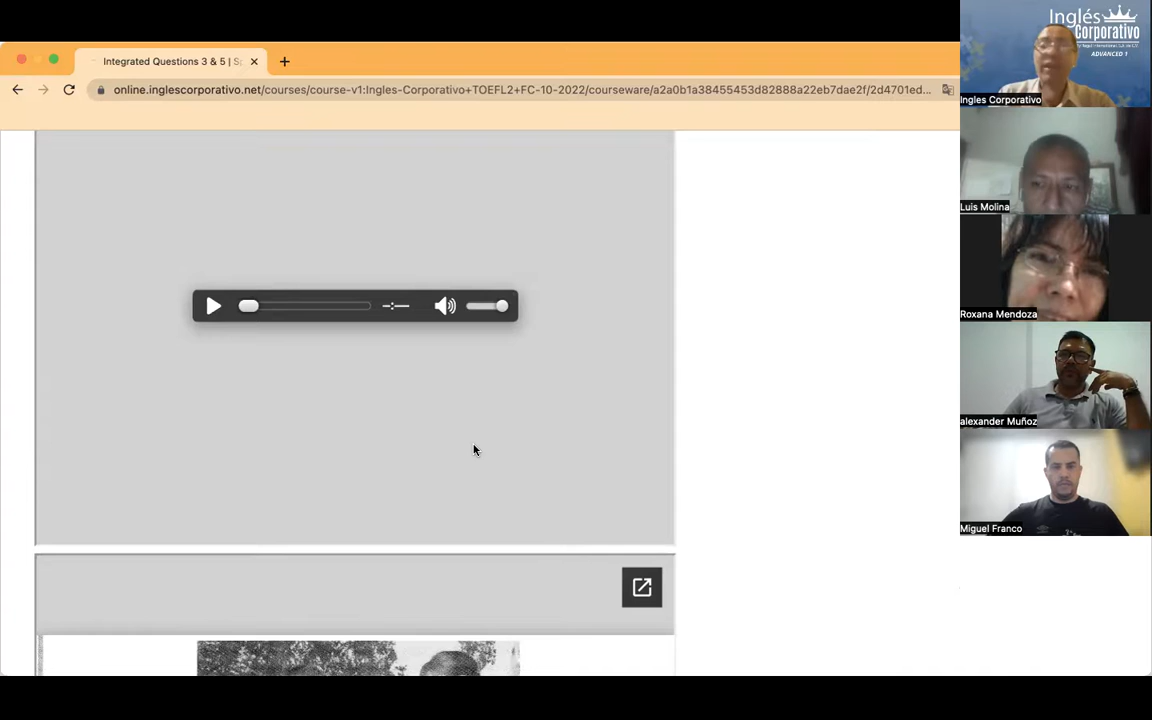 Integrated Questions 3 & 5 | Sp
online.inglescorporativo.net/courses/course-v1:Ingles-Corporativo+TOEFL2+FC-10-2022/courseware/a2a0b1a38455453d82888a22eb7dae2f/2d4701ed...
-:--
Inglés
Corporativo
ADVANCED 1
Ingles Corporativo
Luis Molina
Roxana Mendoza
alexander Muñoz
Miguel Franco